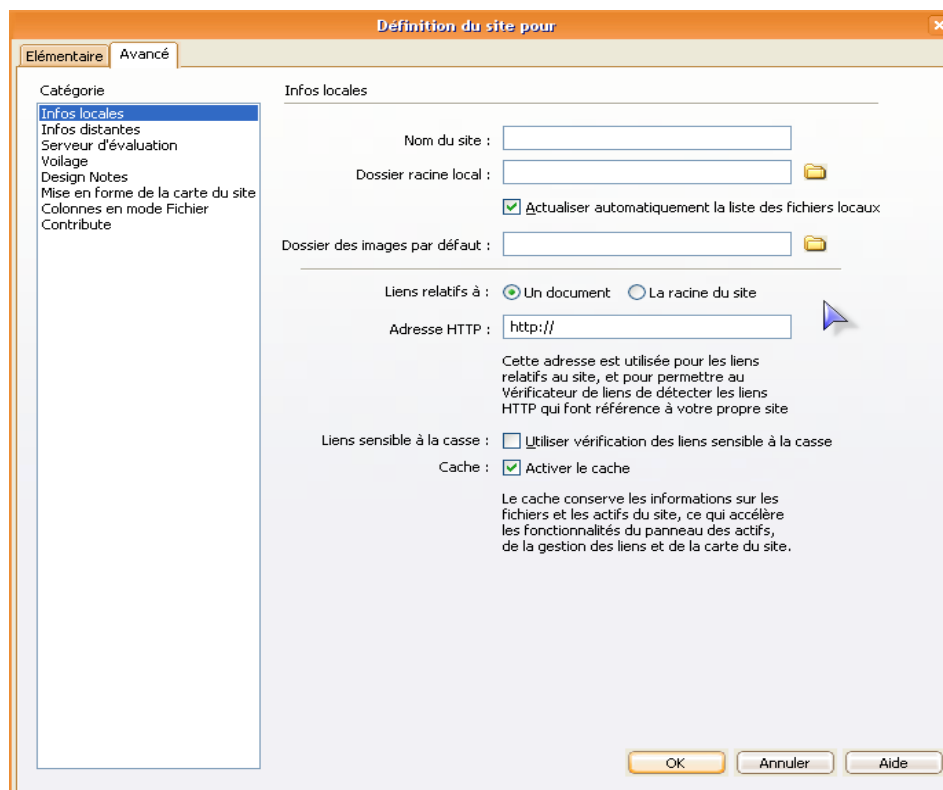 Définition du site pour
Elémentaire
Avancé
Catégorie
Infos locales
Infos distantes
Serveur d'évaluation
Voilage
Design Notes
Mise en forme de la carte du site
Colonnes en mode Fichier
Contribute
Infos locales
Nom du site :
Dossier racine local :
Actualiser automatiquement la liste des fichiers locaux
Dossier des images par défaut :
Liens relatifs à : Un document La racine du site
Adresse HTTP : http://
Cette adresse est utilisée pour les liens
relatifs au site, et pour permettre au
Vérificateur de liens de détecter les liens
HTTP qui font référence à votre propre site
Liens sensible à la casse : Utiliser vérification des liens sensible à la casse
Cache : Activer le cache
Le cache conserve les informations sur les
fichiers et les actifs du site, ce qui accélère
les fonctionnalités du panneau des actifs,
de la gestion des liens et de la carte du site.
OK Annuler Aide